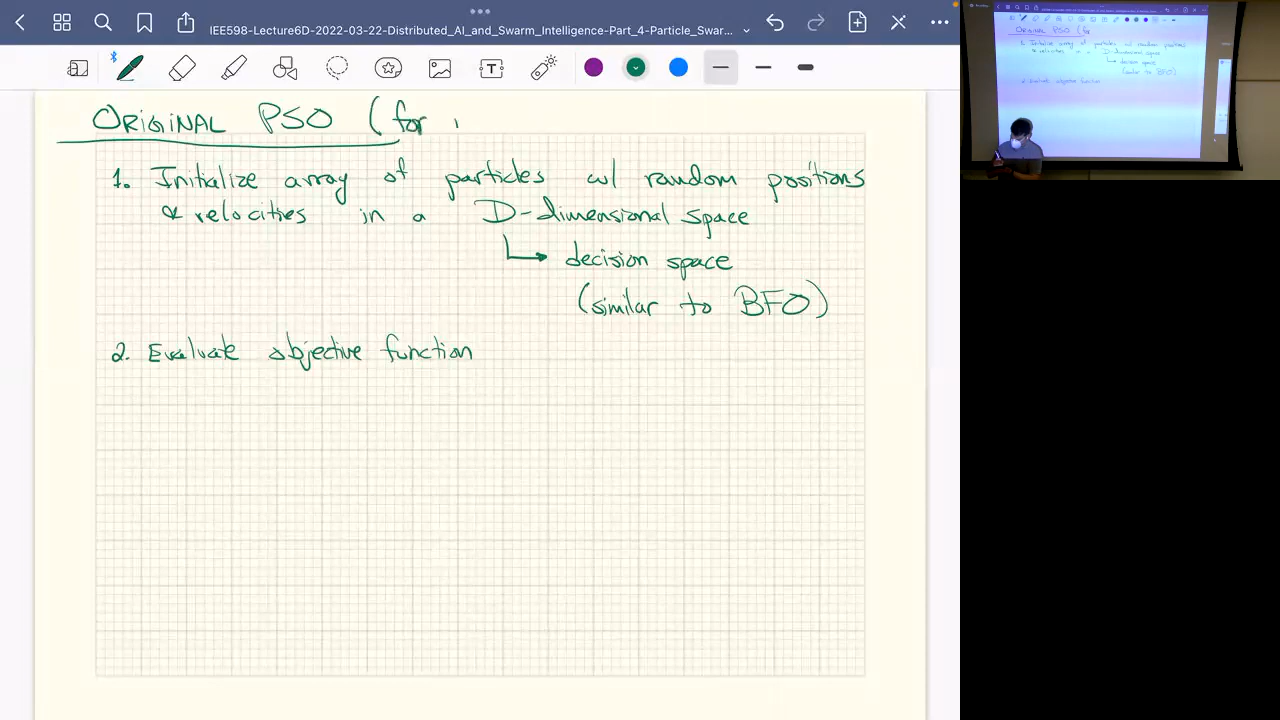 IEE598-Lecture6D-2022-03-22-Distributed_AI_and_Swarm_Intelligence-Part_4-Particle_Swar...
ORIGINAL PSO (for
1. Initialize array of particles w/ random positions
& velocities in a D-dimensional space
decision space
(similar to BFO)
2. Evaluate objective function